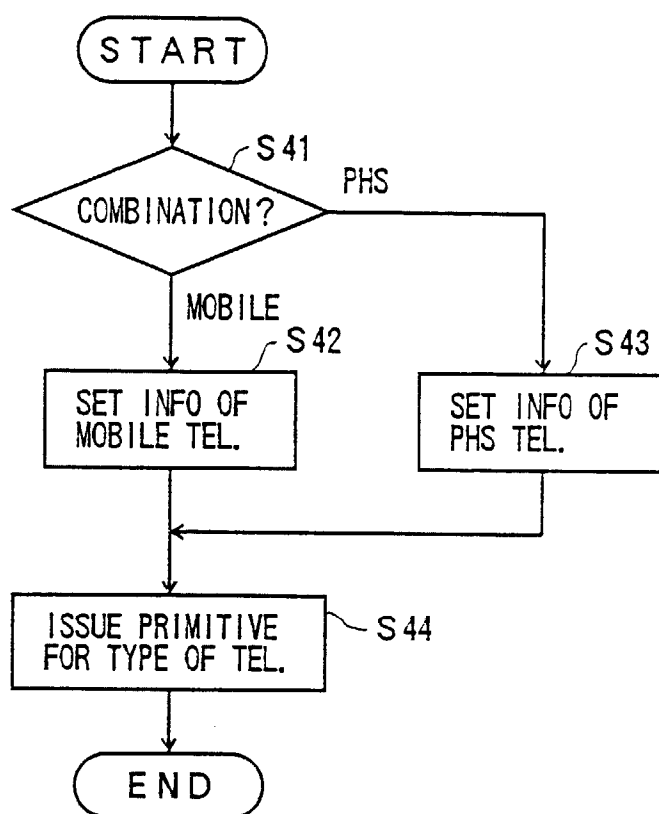 START
S41
PHS
COMBINATION?
MOBILE
S42
S43
SET INFO OF
MOBILE TEL.
SET INFO OF
PHS TEL.
ISSUE PRIMITIVE
FOR TYPE OF TEL.
S44
END